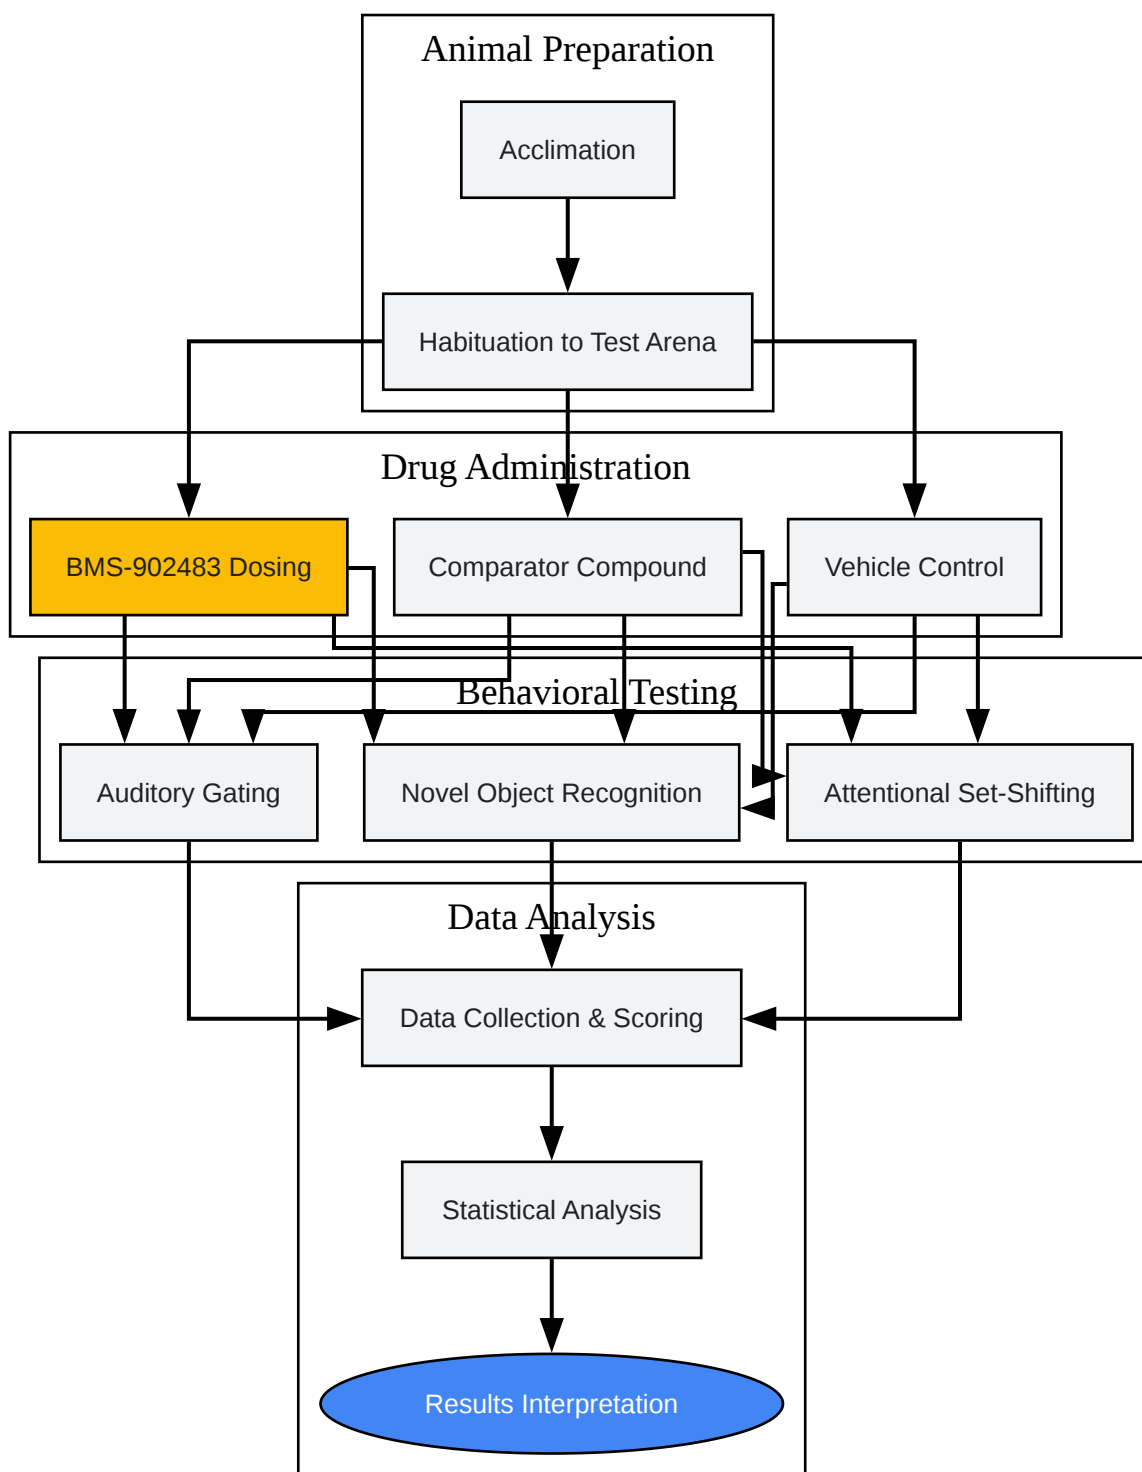 Animal Preparation
Acclimation
Habituation to Test Arena
Drug Administration
BMS-902483 Dosing
Comparator Compound
Vehicle Control
Behavioral Testing
Auditory Gating
Novel Object Recognition
Attentional Set-Shifting
Data Analysis
Data Collection & Scoring
Statistical Analysis
Results Interpretation